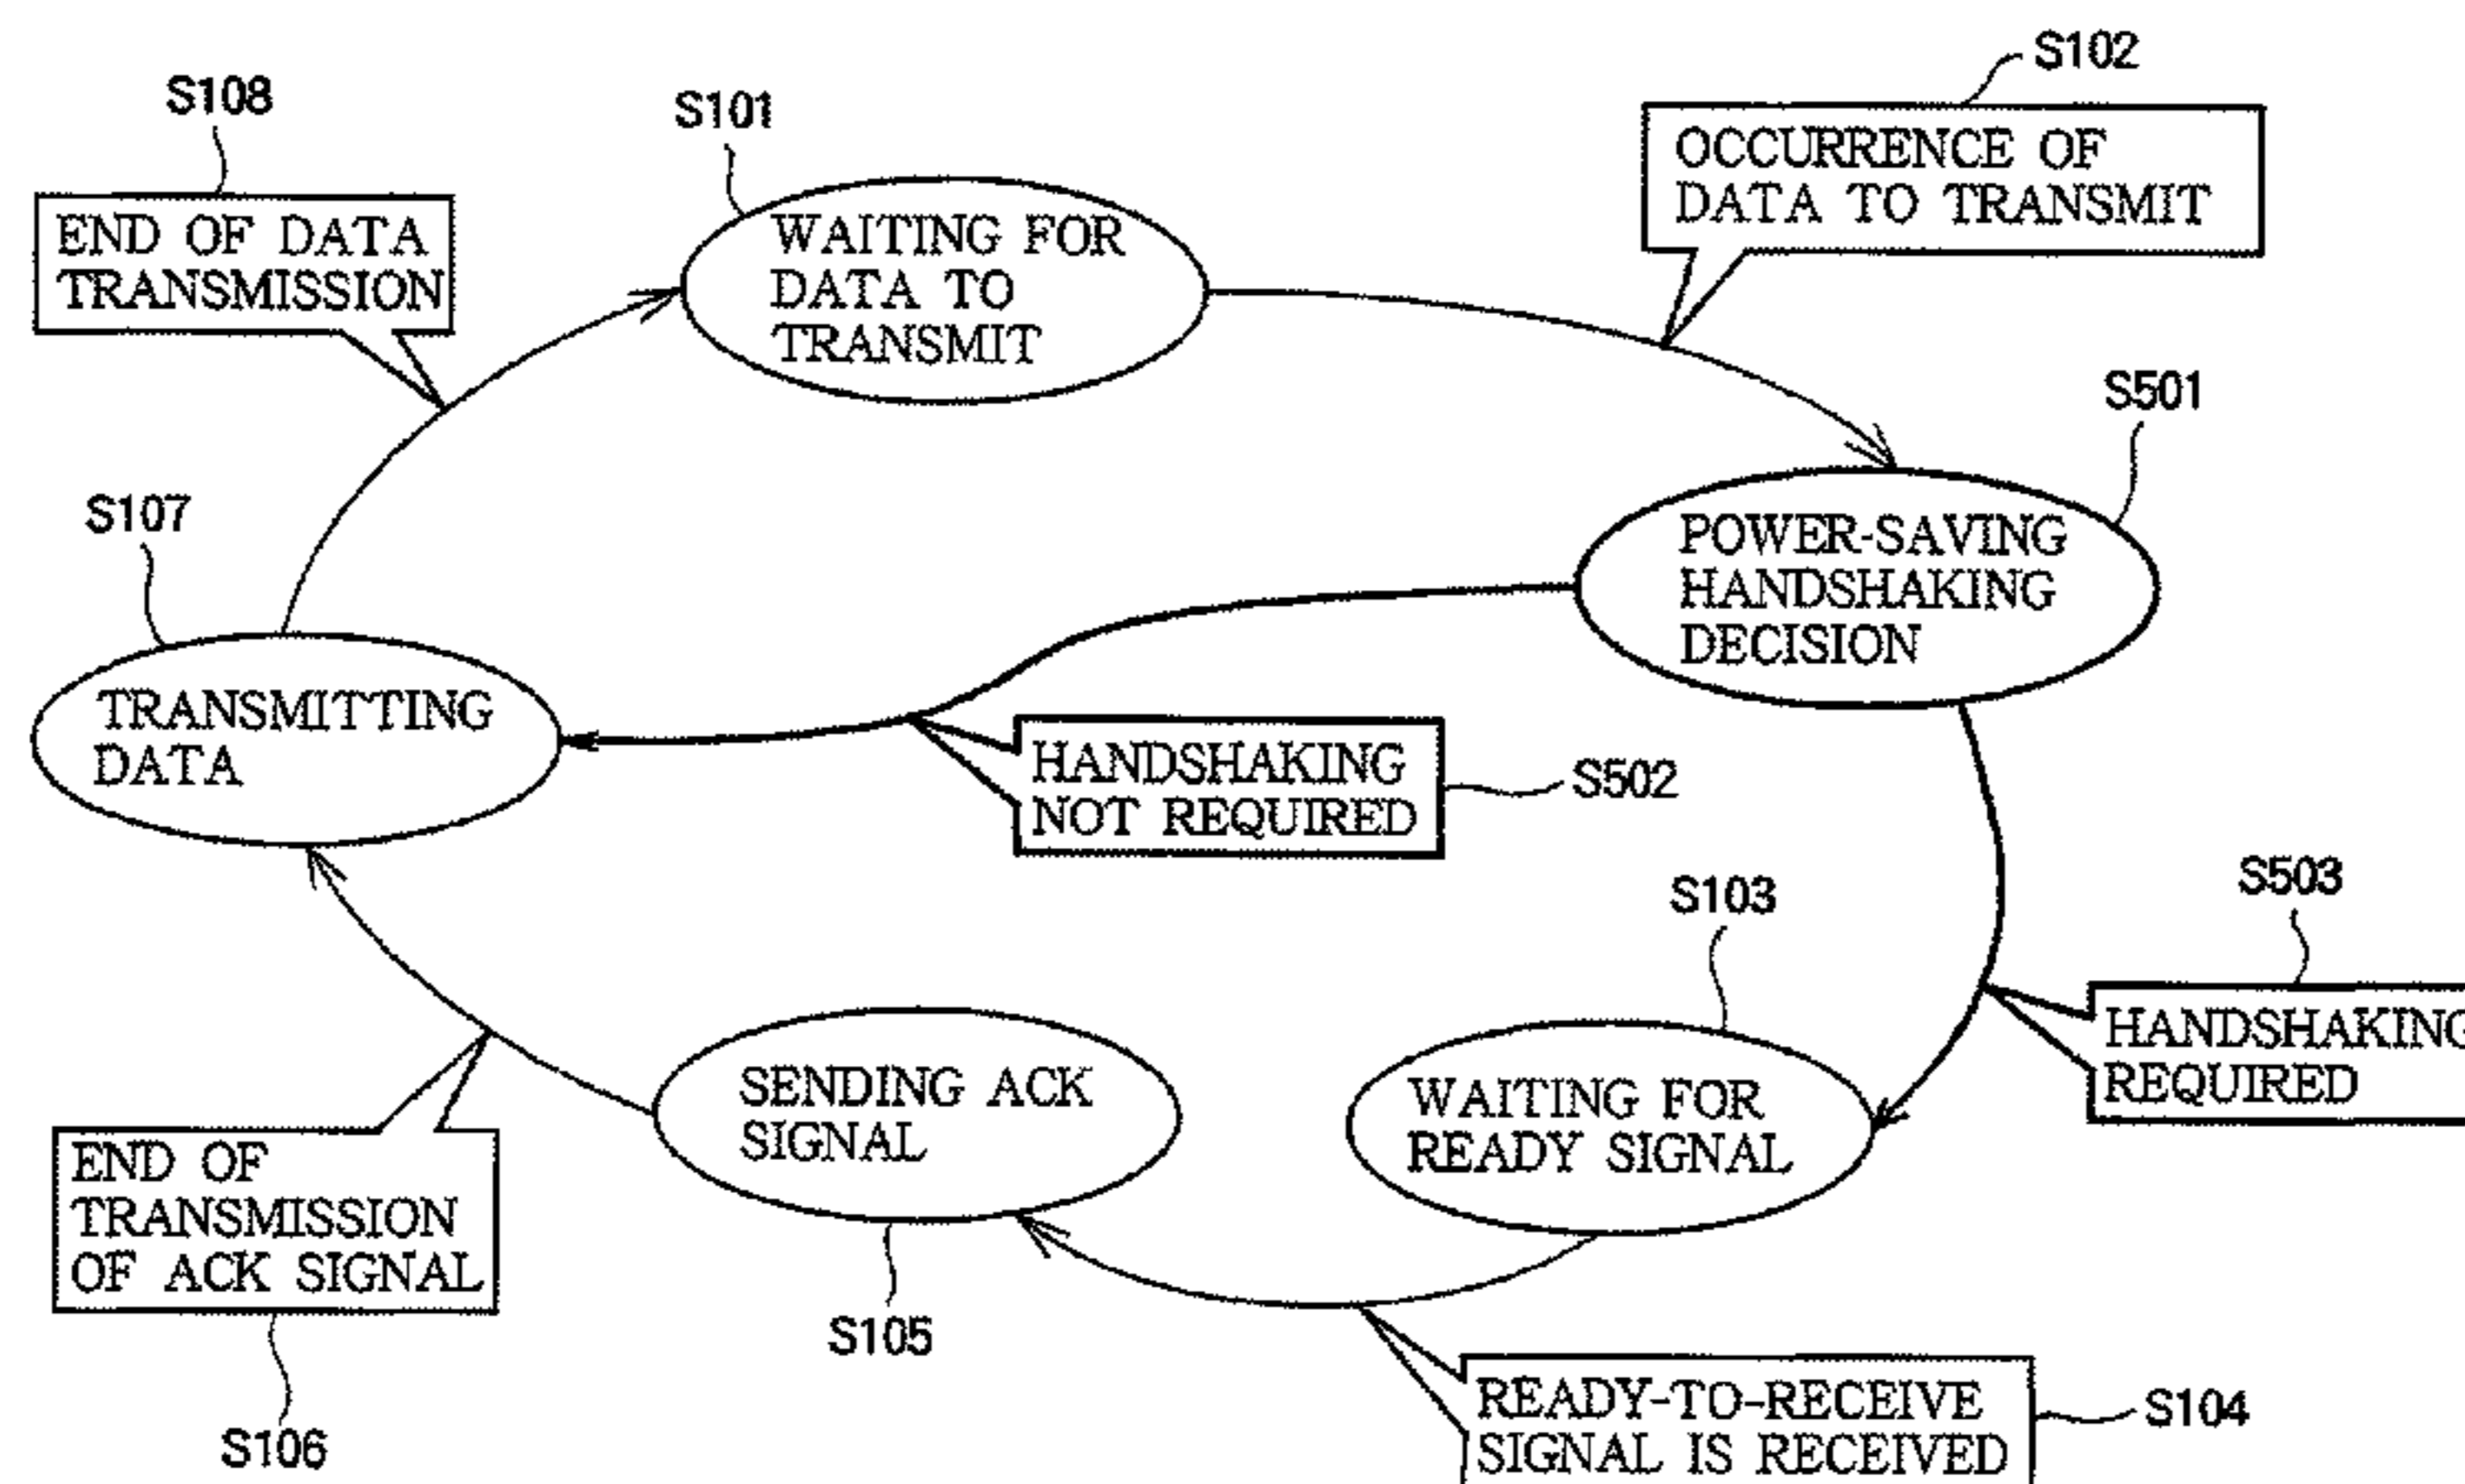 S102
S108
S101
OCCURRENCE OF
DATA TO TRANSMIT
END OF DATA
TRANSMISSION
WAITING FOR
DATA TO
TRANSMIT
S501
S107
POWER-SAVING
HANDSHAKING
DECISION
TRANSMITTING
DATA
HANDSHAKING
NOT REQUIRED
S502
S503
S103
HANDSHAKING
REQUIRED
SENDING ACK
SIGNAL
WAITING FOR
READY SIGNAL
END OF
TRANSMISSION
OF ACK SIGNAL
S105
READY-TO-RECEIVE
SIGNAL IS RECEIVED
S104
S106